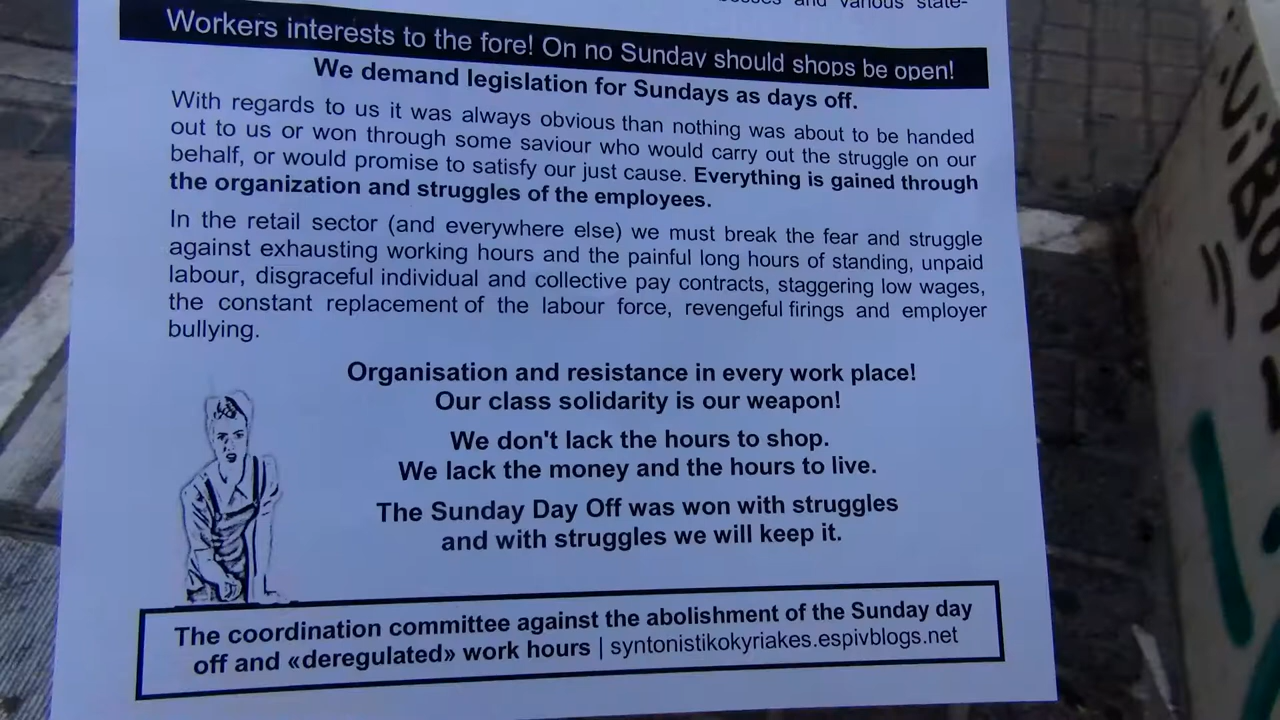 and various state-
Workers interests to the fore! On no Sunday should shops be open!
We demand legislation for Sundays as days off.
With regards to us it was always obvious than nothing was about to be handed
out to us or won through some saviour who would carry out the struggle on our
behalf, or would promise to satisfy our just cause. Everything is gained through
the organization and struggles of the employees.
In the retail sector (and everywhere else) we must break the fear and struggle
against exhausting working hours and the painful long hours of standing, unpaid
labour, disgraceful individual and collective pay contracts, staggering low wages,
the constant replacement of the labour force, revengeful firings and employer
bullying.
Organisation and resistance in every work place!
Our class solidarity is our weapon!
We don't lack the hours to shop.
We lack the money and the hours to live.
The Sunday Day Off was won with struggles
and with struggles we will keep it.
The coordination committee against the abolishment of the Sunday day
off and «deregulated» work hours | syntonistikokyriakes.espivblogs.net